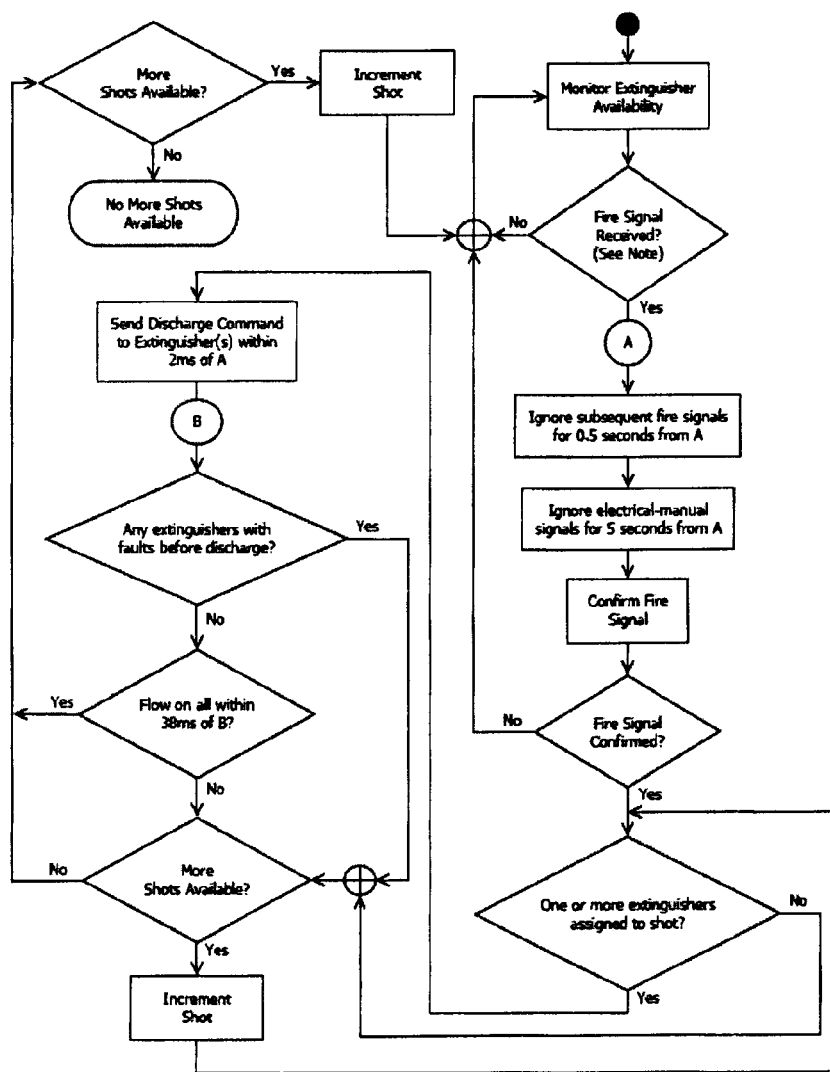 More
Shots Available?
Yes
Increment
Shot
No
No More Shots
Available
Monitor Extinguisher
Availability
No
Fire Signal
Received?
(See Note)
Yes
A
Ignore subsequent fire signals
for 0.5 seconds from A
Ignore electrical-manual
signals for 5 seconds from A
Confirm Fire
Signal
No
Fire Signal
Confirmed?
Yes
One or more extinguishers
assigned to shot?
No
Yes
Send Discharge Command
to Extinguisher(s) within
2ms of A
B
Any extinguishers with
faults before discharge?
Yes
No
Yes
Flow on all within
38ms of B?
No
No
More
Shots Available?
Yes
Increment
Shot